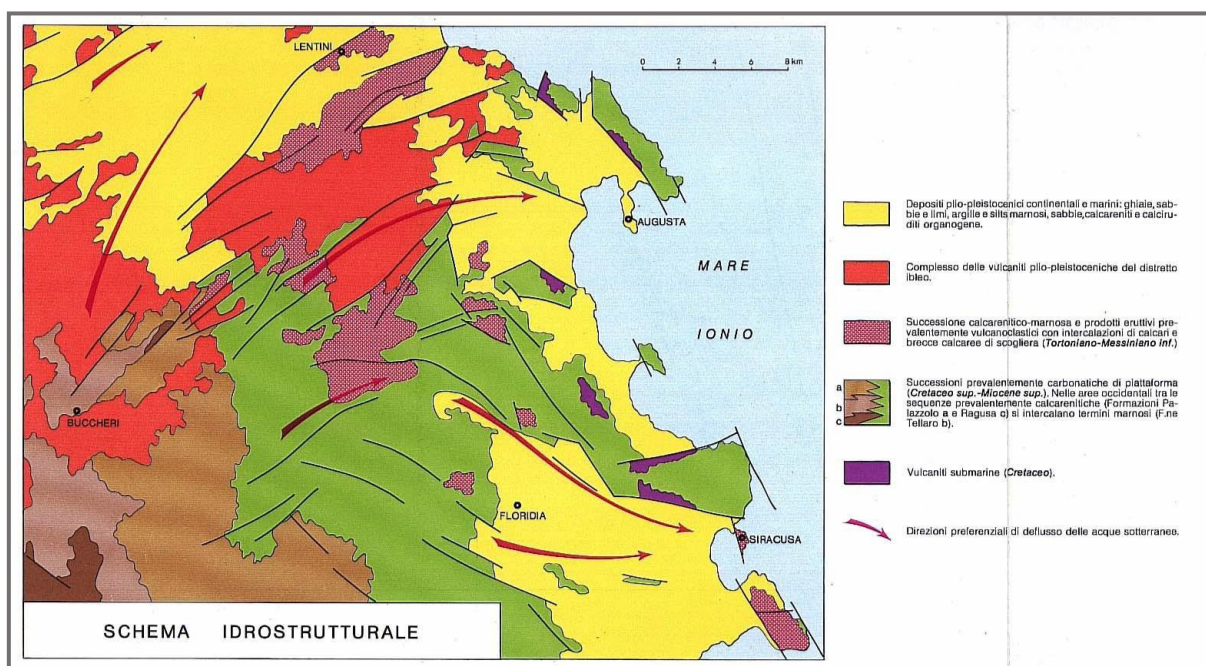 LENTINI
0 2 4 8 km
AUGUSTA
MARE
IONIO
BUCCHERI
FLORIDIA
SIRACUSA
SCHEMA IDROSTRUTTURALE
Depositi plio-pleistocenici continentali e marini: ghiaie, sab-
bie e limi, argille e silts marnosi, sabbie, calcareniti e calciru-
diti organogene.
Complesso delle vulcaniti plio-pleistoceniche del distretto
ibleo.
Successione calcarenitico-marnosa e prodotti eruttivi pre-
valentemente vulcanoclastici con intercalazioni di calcari e
brecce calcaree di scogliera (Tortoniano-Messiniano inf.)
a
b
c
Successioni prevalentemente carbonatiche di piattaforma
(Cretaceo sup.-Miocene sup.). Nelle aree occidentali tra le
sequenze prevalentemente calcarenitiche (Formazioni Pa-
lazzolo a e Ragusa c) si intercalano termini marnosi (F.ne
Tellaro b).
Vulcaniti submarine (Cretaceo).
Direzioni preferenziali di deflusso delle acque sotterranee.